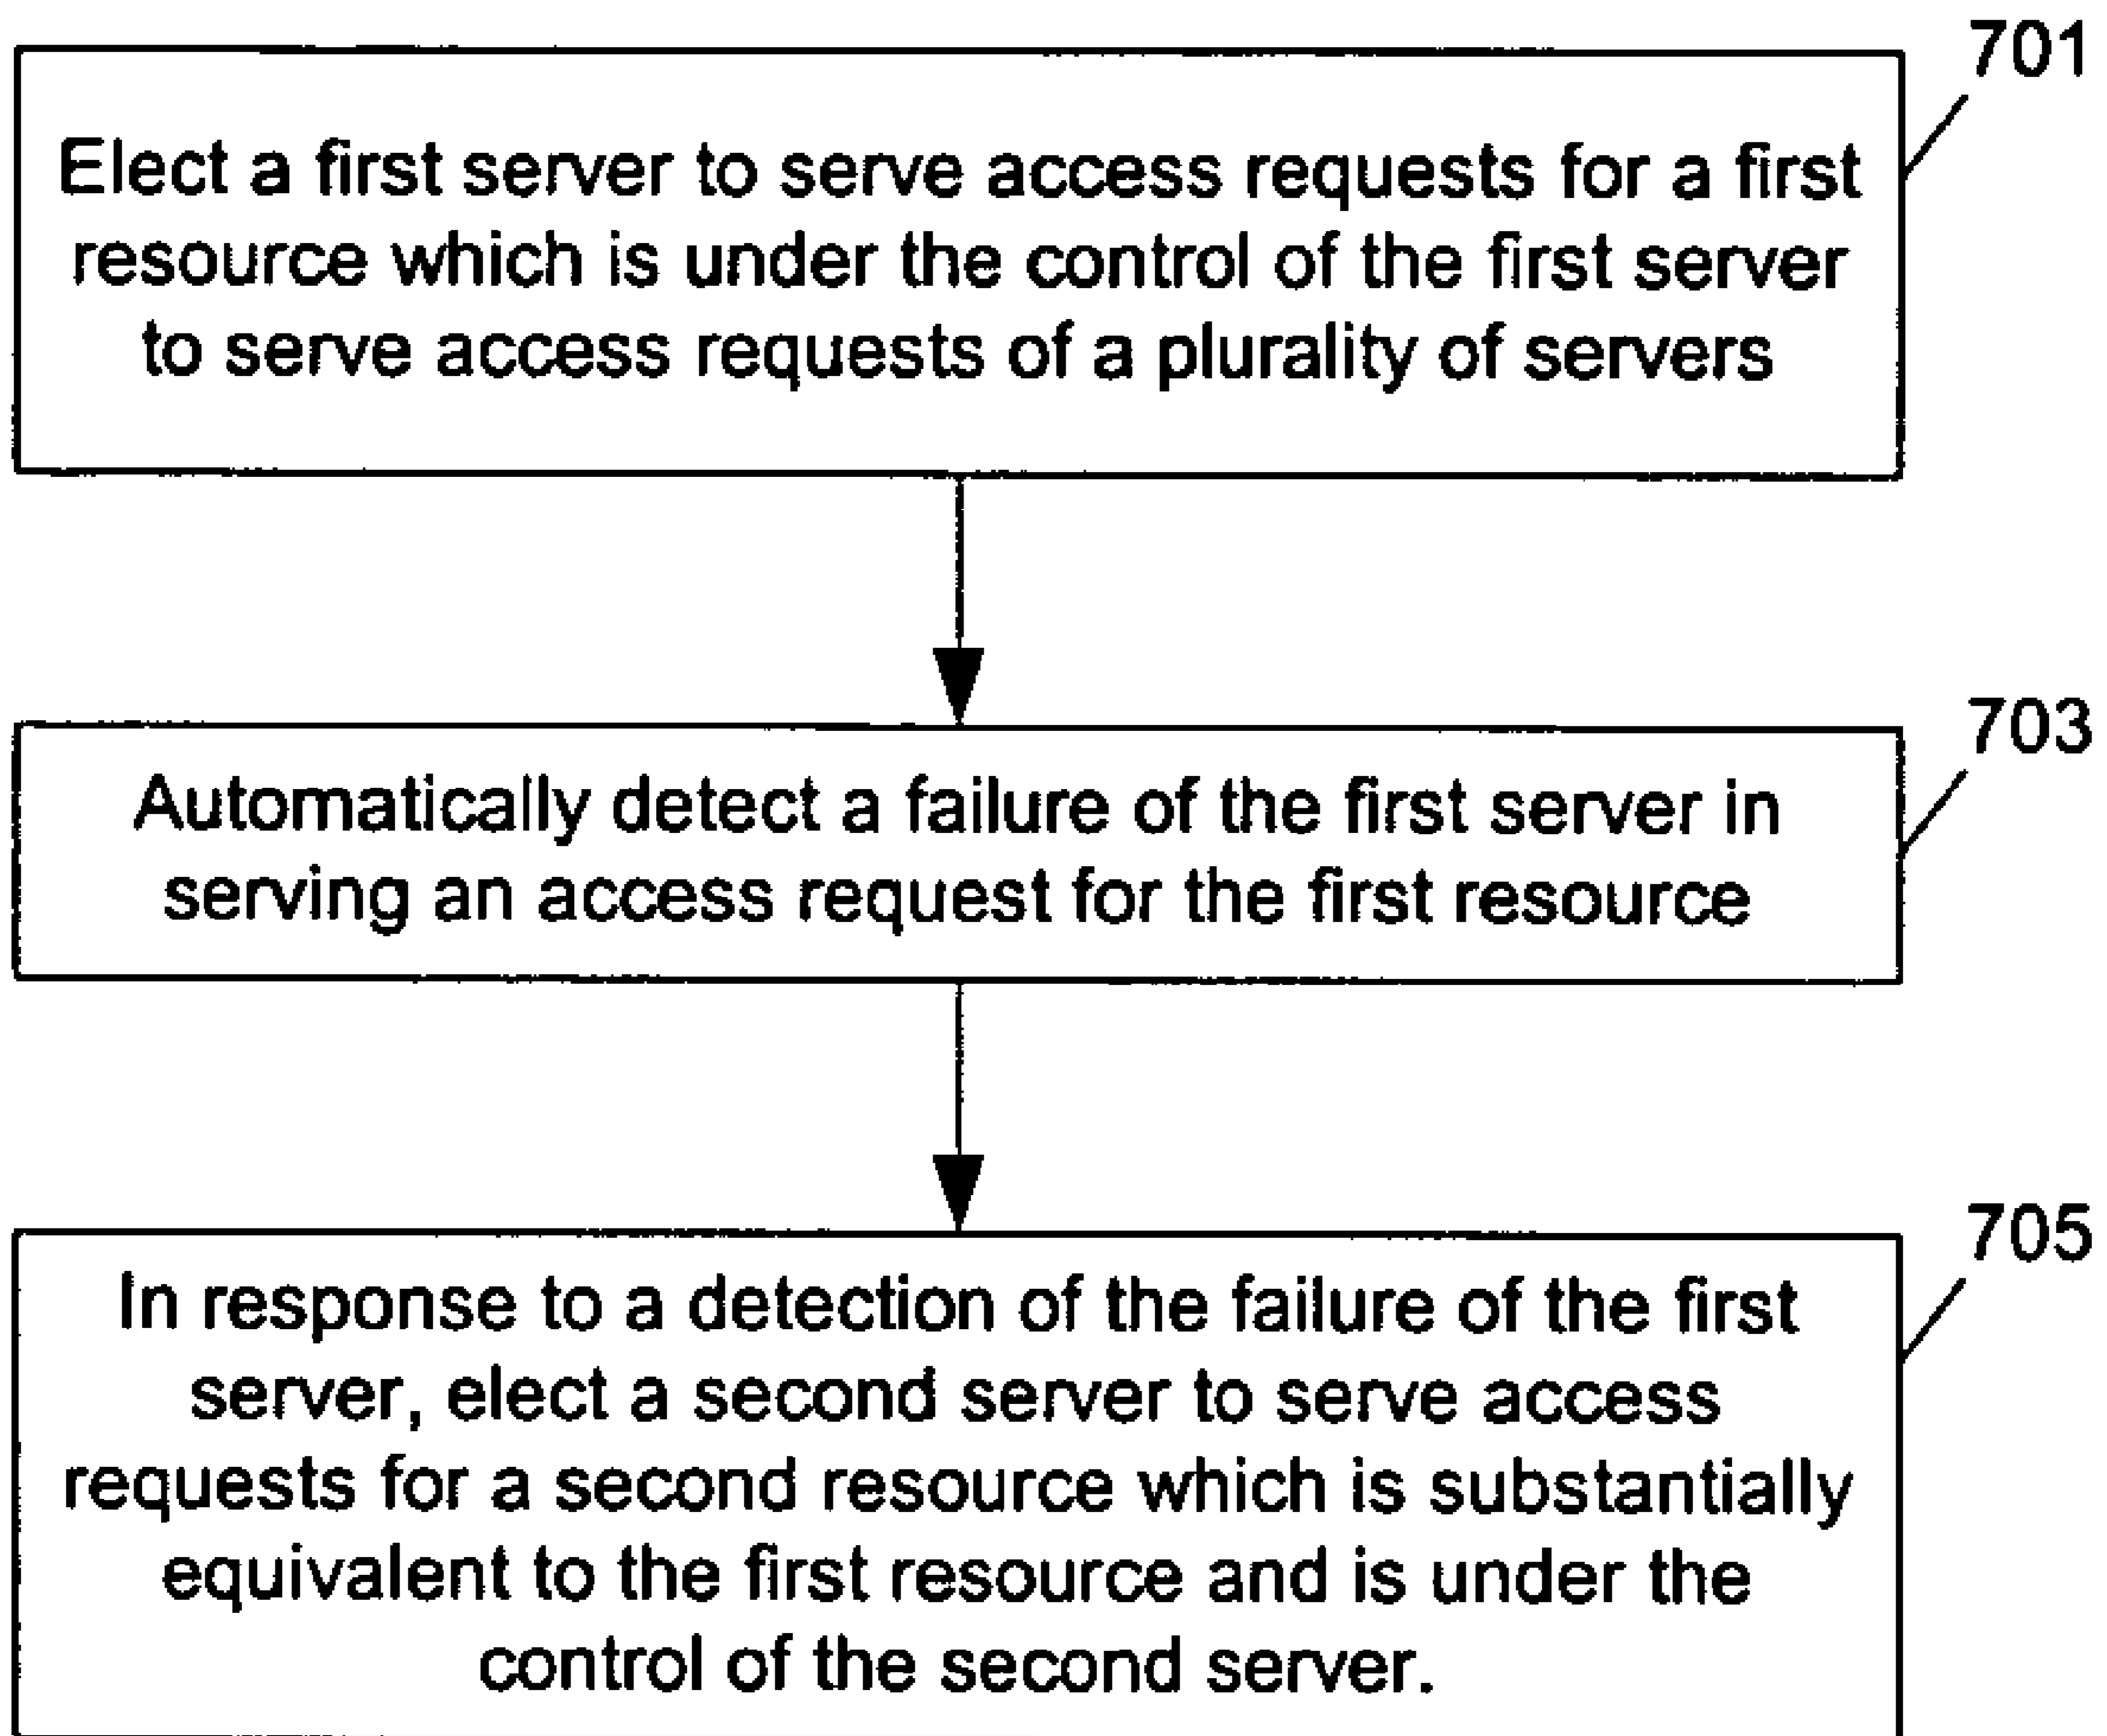 701
Elect a first server to serve access requests for a first
resource which is under the control of the first server
to serve access requests of a plurality of servers
703
Automatically detect a failure of the first server in
serving an access request for the first resource
705
In response to a detection of the failure of the first
server, elect a second server to serve access
requests for a second resource which is substantially
equivalent to the first resource and is under the
control of the second server.